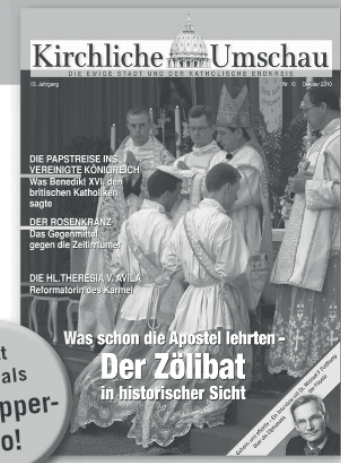 Kirchliche Umschau
DIE EWIGE STADT UND DER KATHOLISCHE ERDKREIS
13. Jahrgang
Nr. 10 Oktober 2010
DIE PAPSTREISE INS
VEREINIGTE KÖNIGREICH
Was Benedikt XVI. den
britischen Katholiken
sagte
DER ROSENKRANZ
Das Gegenmittel
gegen die Zeitirrtümer
DIE HL. THERESIA V. AVILA
Reformatorin des Karmel
Was schon die Apostel lehrten -
Der Zölibat
in historischer Sicht
als
pper-
o!